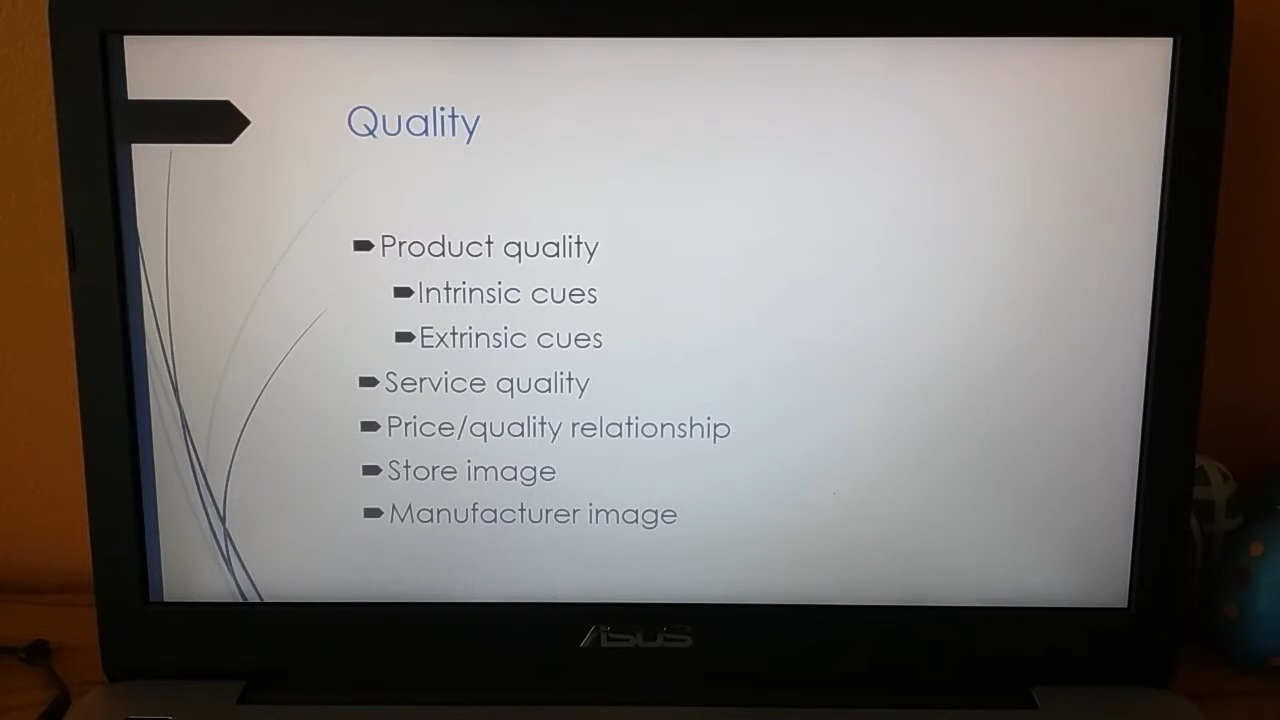 Quality
Product quality
Intrinsic cues
Extrinsic cues
Service quality
Price/quality relationship
Store image
Manufacturer image
ASUS